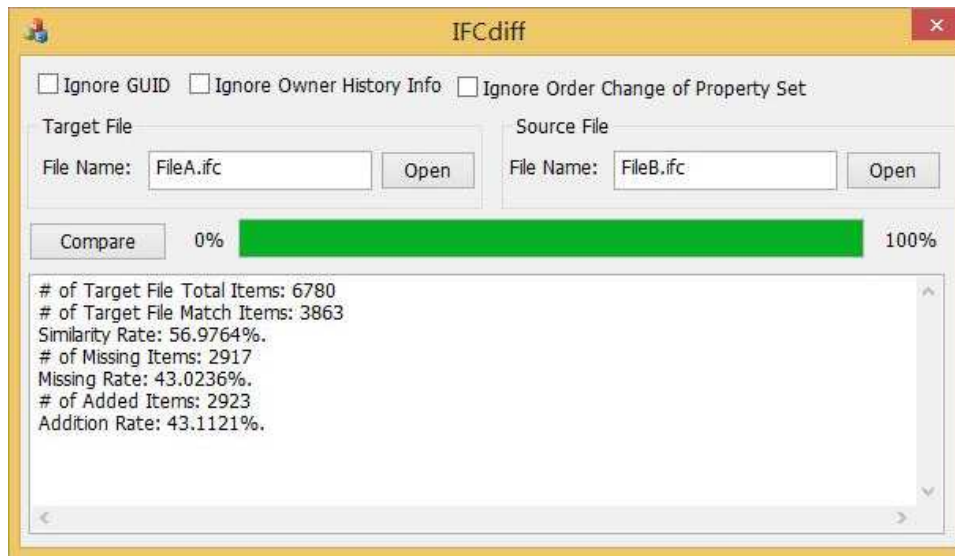 IFCdiff
Ignore GUID Ignore Owner History Info Ignore Order Change of Property Set
Target File
File Name: FileA.ifc Open
Source File
File Name: FileB.ifc Open
Compare 0% 100%
# of Target File Total Items: 6780
# of Target File Match Items: 3863
Similarity Rate: 56.9764%.
# of Missing Items: 2917
Missing Rate: 43.0236%.
# of Added Items: 2923
Addition Rate: 43.1121%.